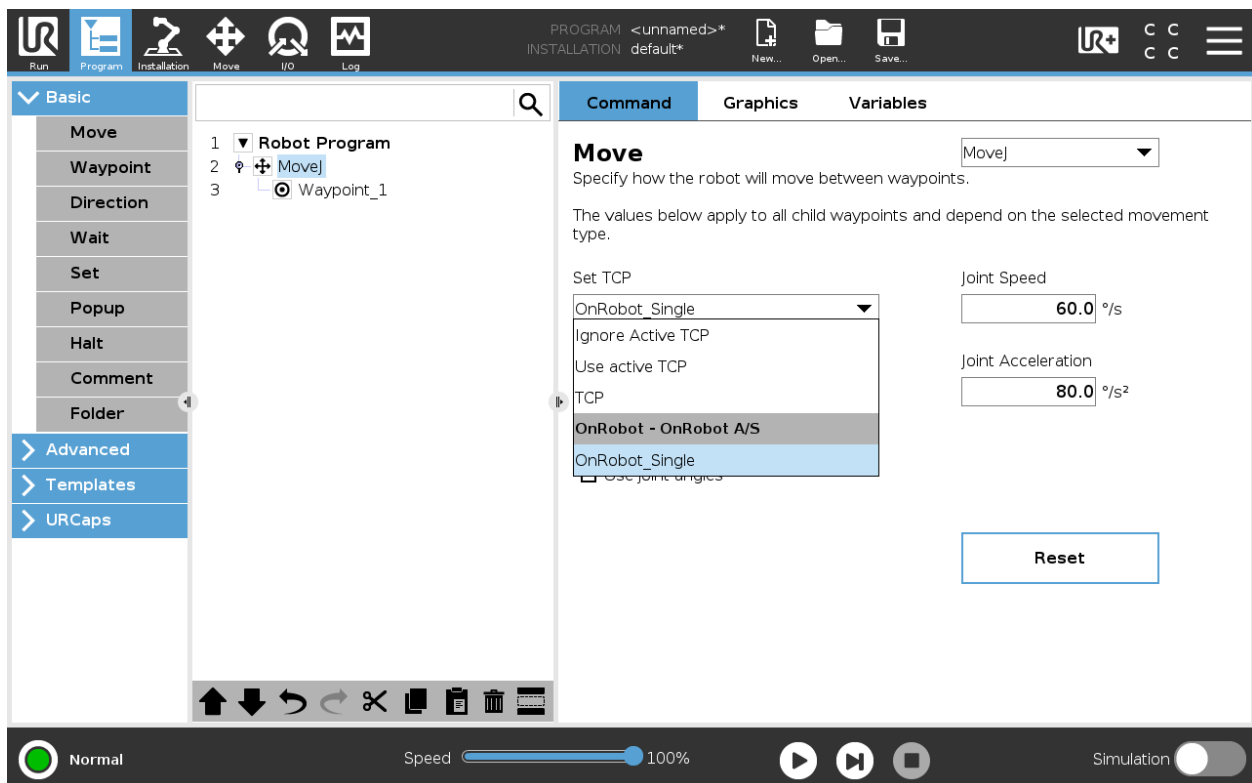 PROGRAM <unnamed>*
INSTALLATION default*
UR+
C C
C C
Run
Program
Installation
Move
I/O
Log
New...
Open...
Save...
Basic
Move
Waypoint
Direction
Wait
Set
Popup
Halt
Comment
Folder
Advanced
Templates
URCaps
1 Robot Program
2 MoveJ
3 Waypoint_1
Command Graphics Variables
Move
MoveJ
Specify how the robot will move between waypoints.
The values below apply to all child waypoints and depend on the selected movement
type.
Set TCP
OnRobot_Single
Ignore Active TCP
Use active TCP
TCP
OnRobot - OnRobot A/S
OnRobot_Single
Use joint angles
Joint Speed
60.0 °/s
Joint Acceleration
80.0 °/s²
Reset
Normal
Speed
100%
Simulation